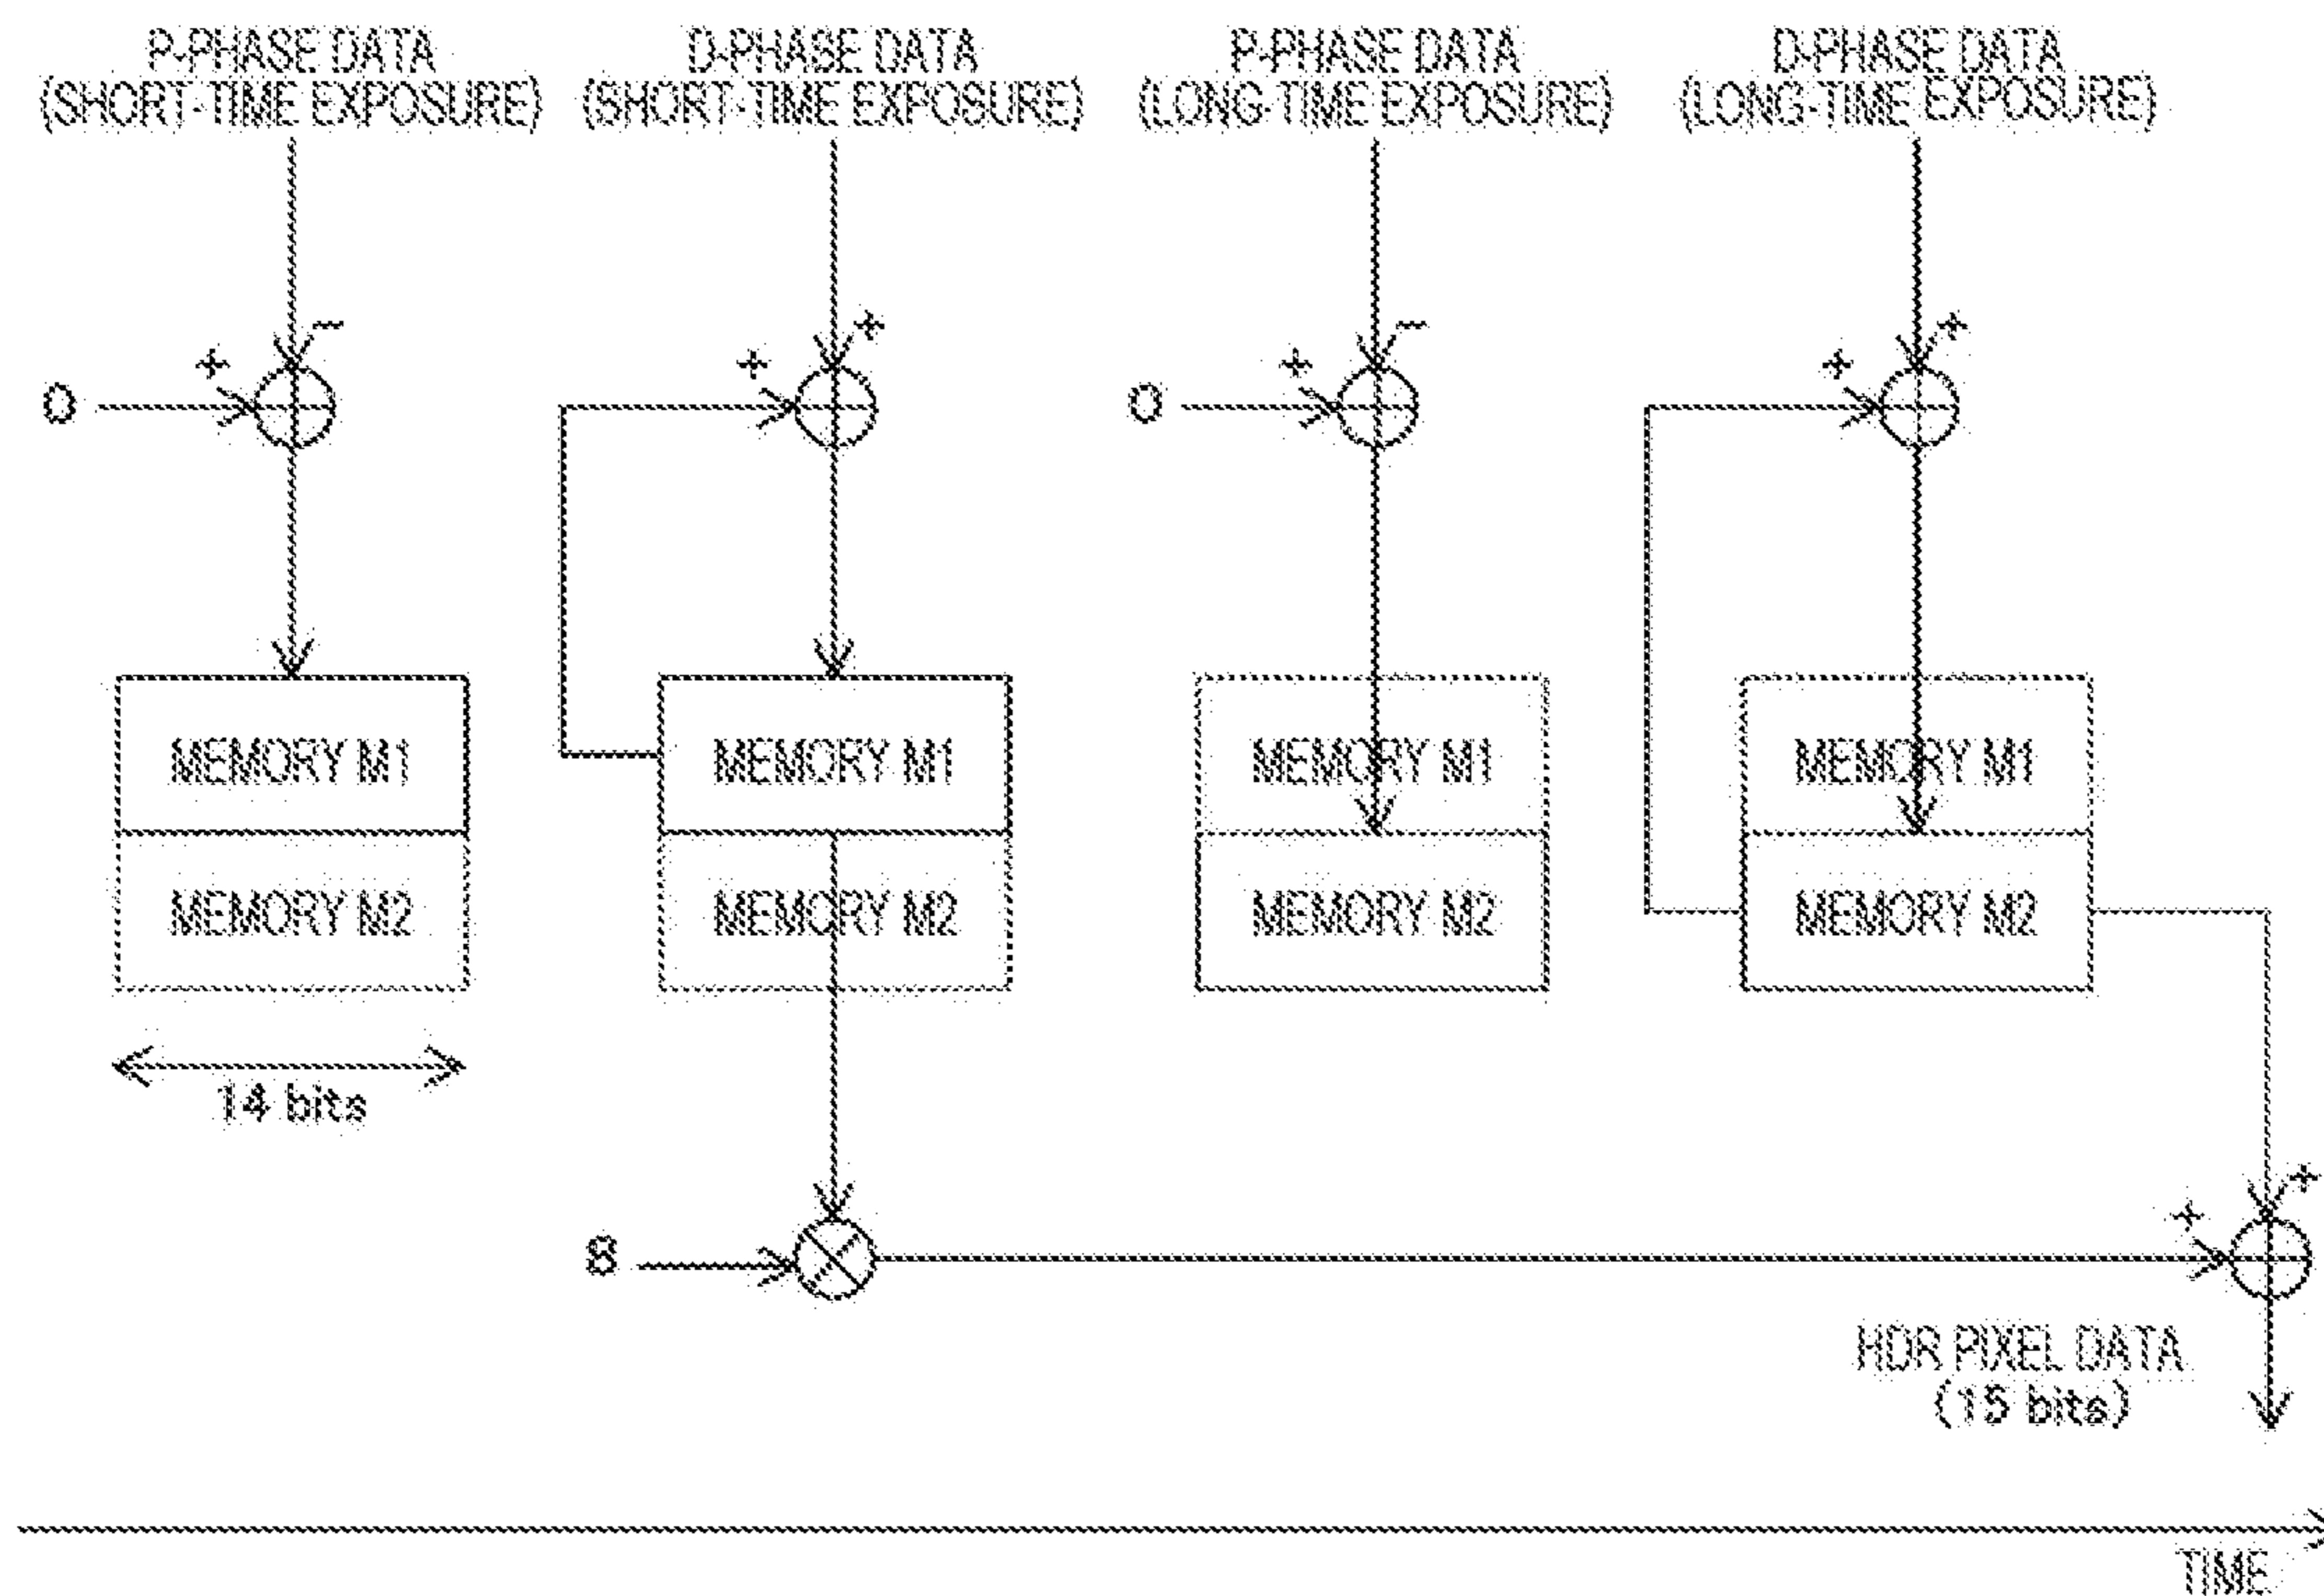 P-PHASE DATA
(SHORT-TIME EXPOSURE)
D-PHASE DATA
(SHORT-TIME EXPOSURE)
P-PHASE DATA
(LONG-TIME EXPOSURE)
D-PHASE DATA
(LONG-TIME EXPOSURE)
−
+
0
+
+
−
+
0
+
+
MEMORY M1
MEMORY M2
MEMORY M1
MEMORY M2
MEMORY M1
MEMORY M2
MEMORY M1
MEMORY M2
14 bits
8
+
+
HDR PIXEL DATA
(15 bits)
TIME